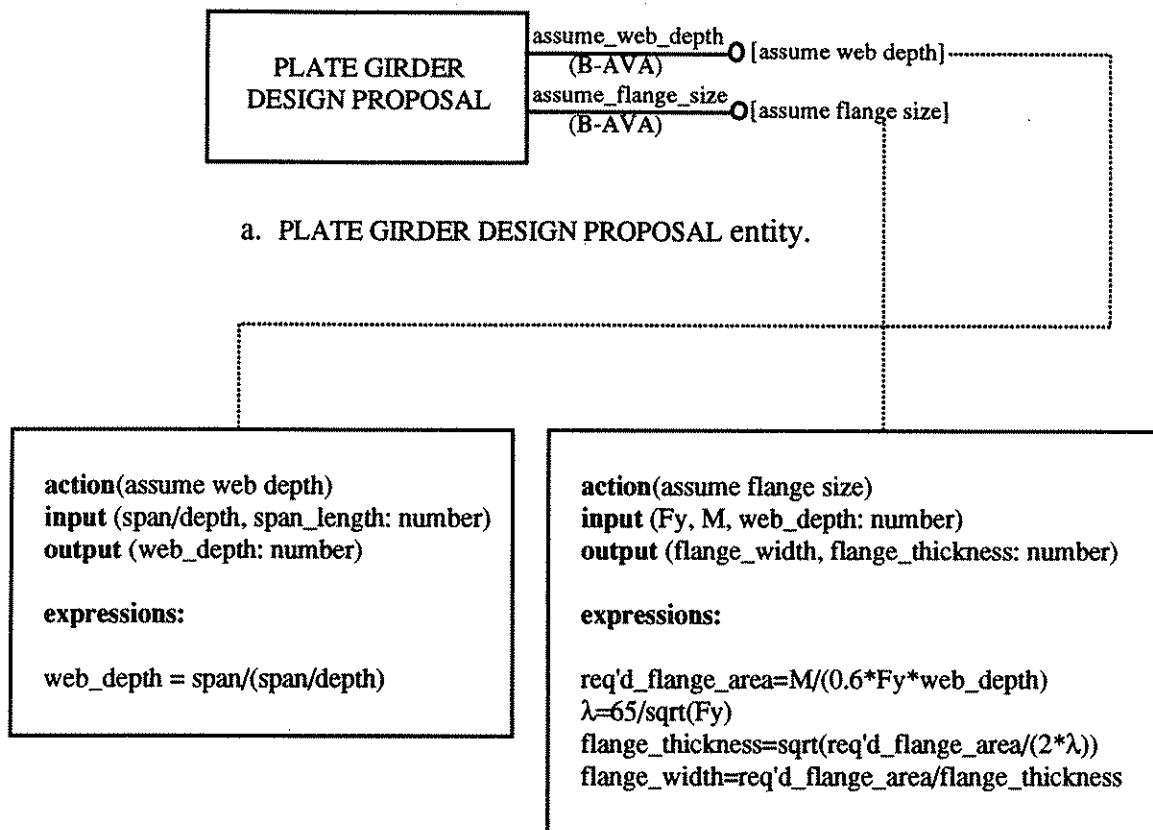 PLATE GIRDER
DESIGN PROPOSAL
assume_web_depth
(B-AVA)
[assume web depth]
assume_flange_size
(B-AVA)
[assume flange size]
a. PLATE GIRDER DESIGN PROPOSAL entity.
action(assume web depth)
input (span/depth, span_length: number)
output (web_depth: number)
expressions:
web_depth = span/(span/depth)
action(assume flange size)
input (Fy, M, web_depth: number)
output (flange_width, flange_thickness: number)
expressions:
req'd_flange_area=M/(0.6*Fy*web_depth)
λ=65/sqrt(Fy)
flange_thickness=sqrt(req'd_flange_area/(2*λ))
flange_width=req'd_flange_area/flange_thickness